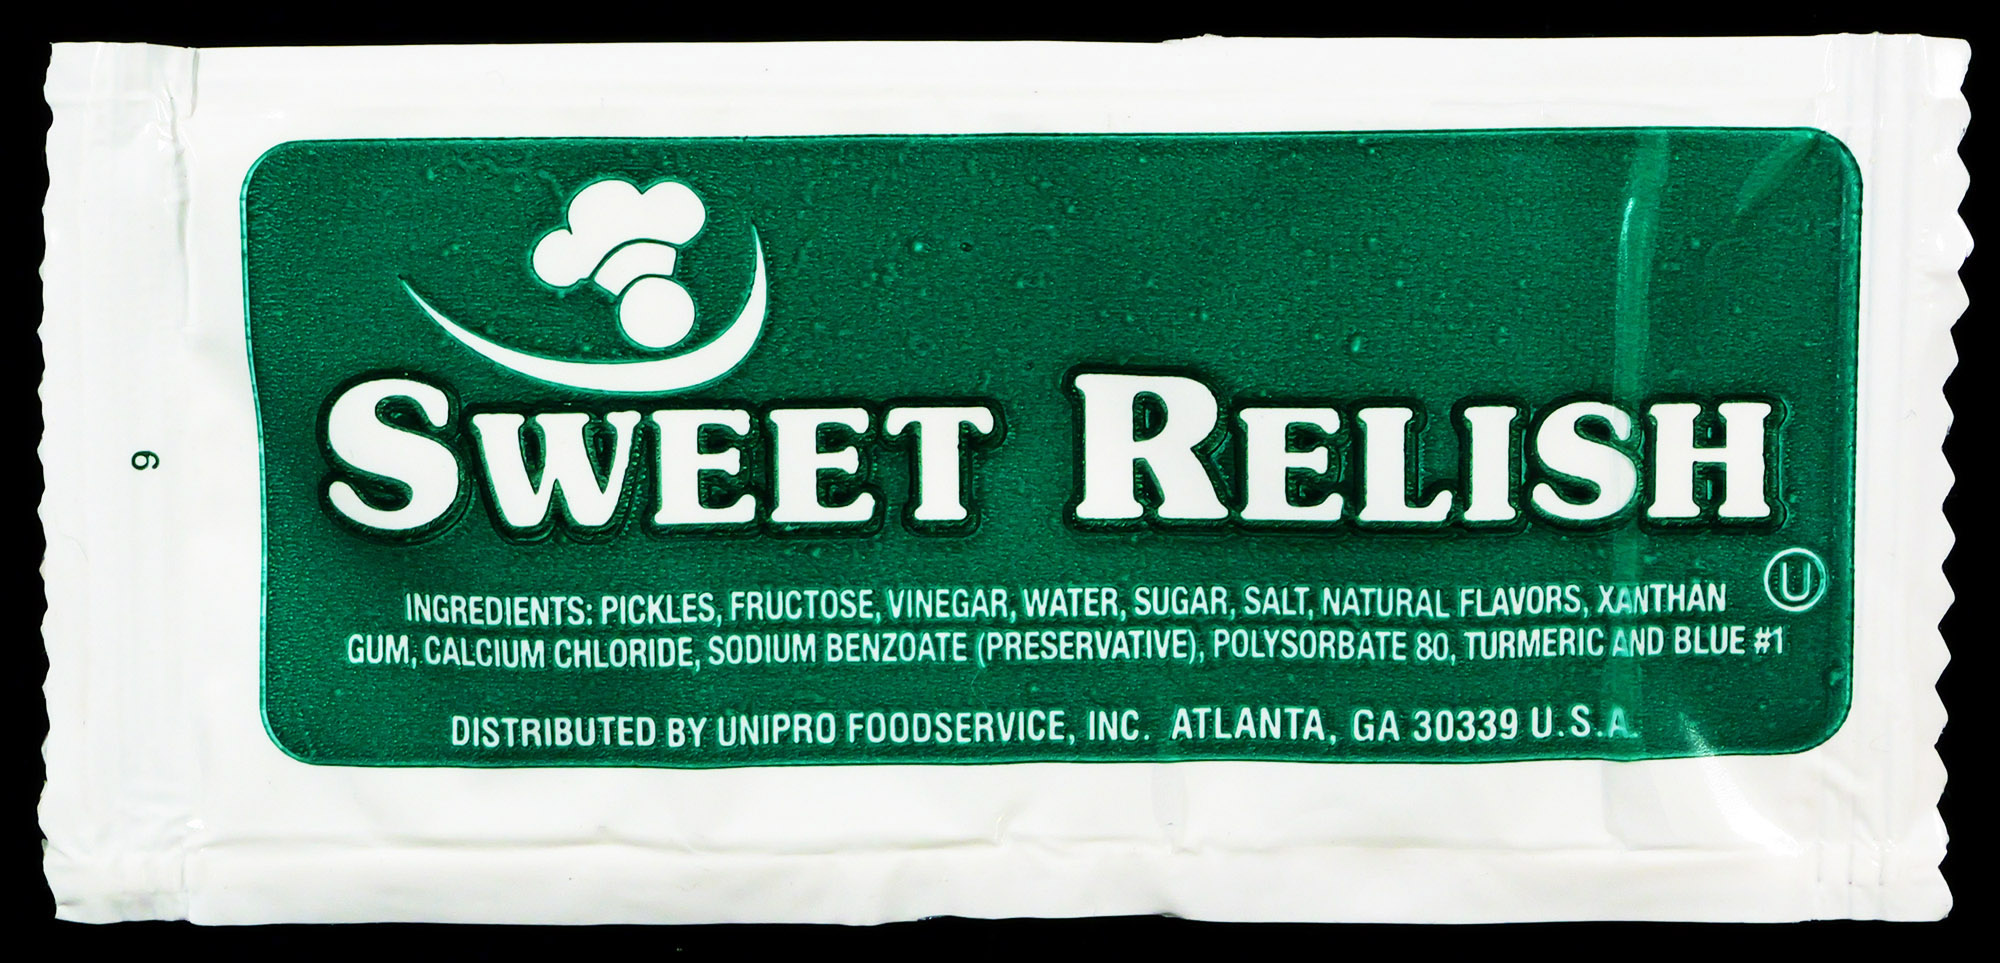 SWEET RELISH
U
INGREDIENTS: PICKLES, FRUCTOSE, VINEGAR, WATER, SUGAR, SALT, NATURAL FLAVORS, XANTHAN
GUM, CALCIUM CHLORIDE, SODIUM BENZOATE (PRESERVATIVE), POLYSORBATE 80, TURMERIC AND BLUE #1
DISTRIBUTED BY UNIPRO FOODSERVICE, INC. ATLANTA, GA 30339 U.S.A.
9